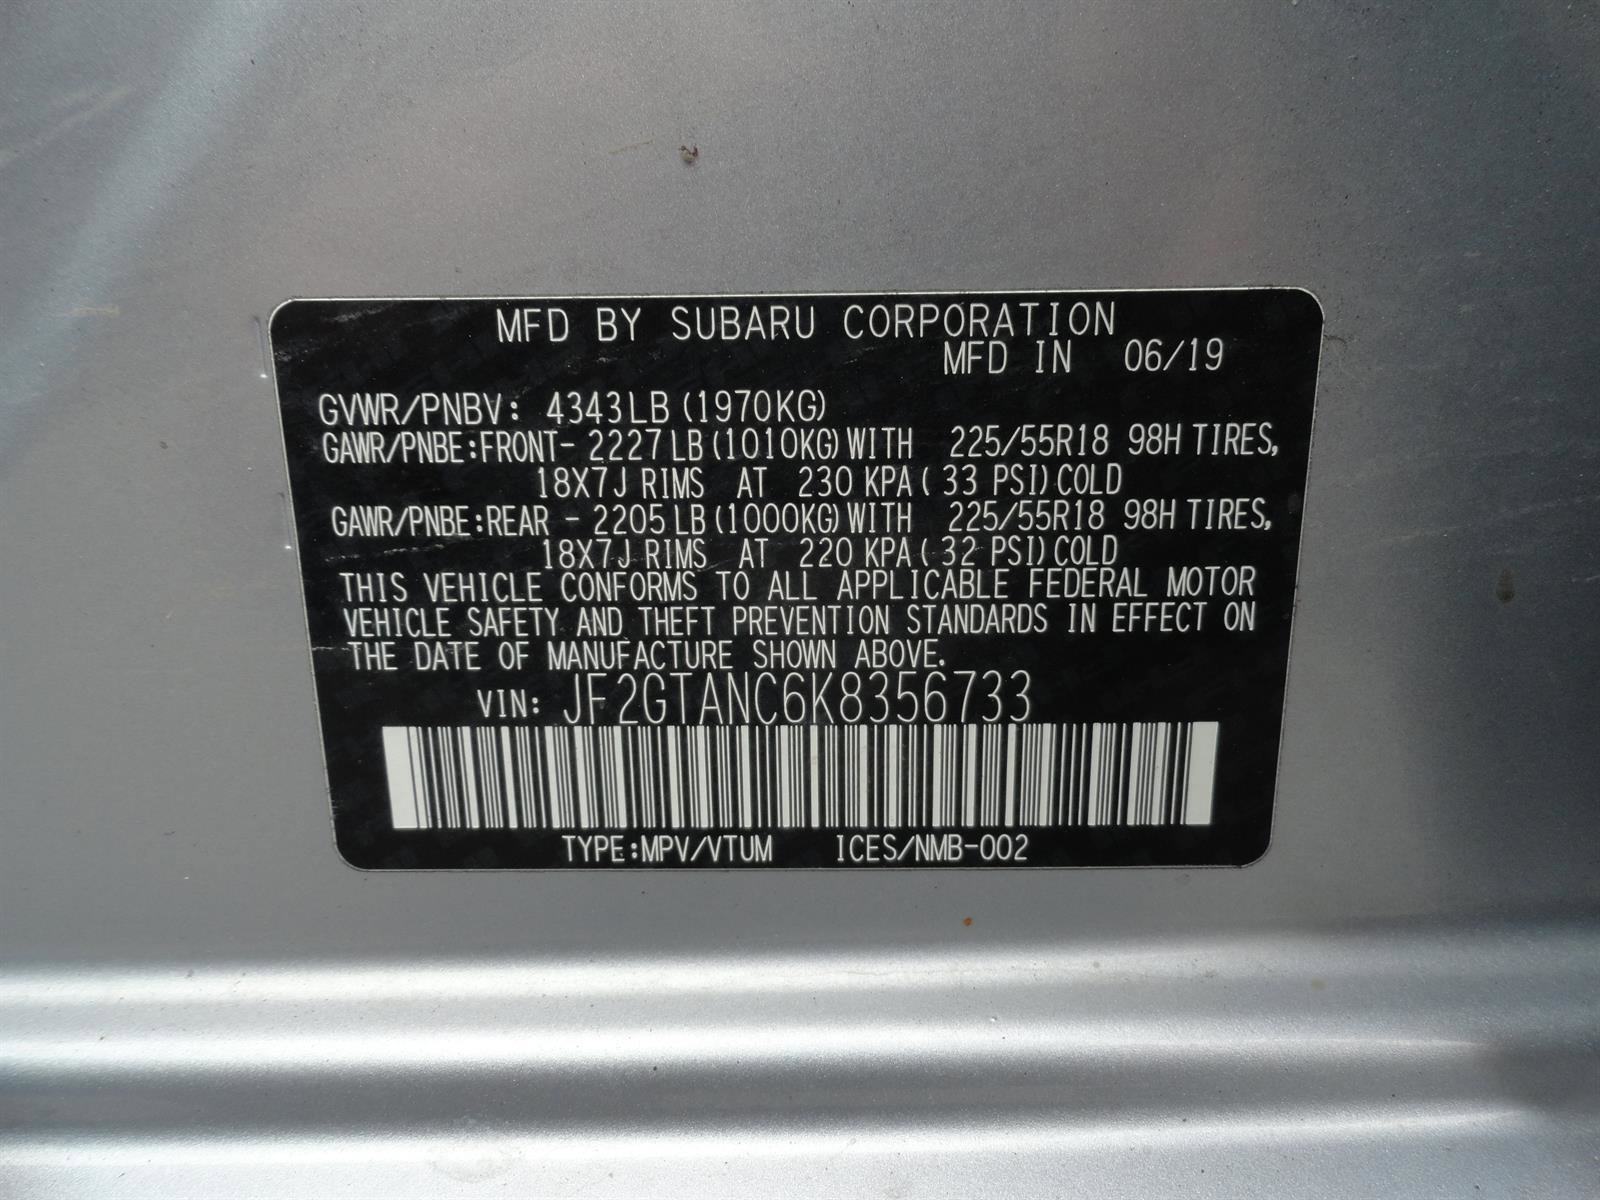 MFD BY SUBARU CORPORATION
MFD IN 06/19
GVWR/PNBV: 4343LB (1970KG)
GAWR/PNBE:FRONT- 2227LB (1010KG) WITH 225/55R18 98H TIRES,
18X7J RIMS AT 230 KPA ( 33 PSI) COLD
GAWR/PNBE:REAR - 2205LB (1000KG) WITH 225/55R18 98H TIRES,
18X7J RIMS AT 220 KPA ( 32 PSI) COLD
THIS VEHICLE CONFORMS TO ALL APPLICABLE FEDERAL MOTOR
VEHICLE SAFETY AND THEFT PREVENTION STANDARDS IN EFFECT ON
THE DATE OF MANUFACTURE SHOWN ABOVE.
VIN: JF2GTANC6K8356733
TYPE:MPV/VTUM ICES/NMB-002